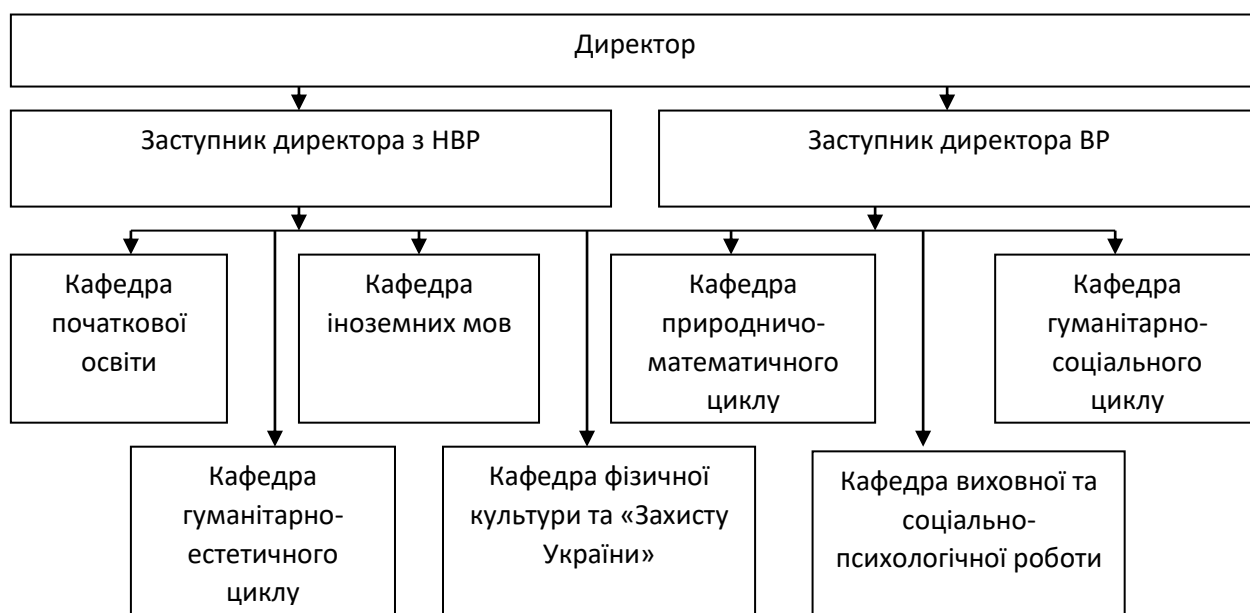 Директор
Заступник директора з НВР
Заступник директора ВР
Кафедра
початкової
освіти
Кафедра
іноземних мов
Кафедра
природничо-
математичного
циклу
Кафедра
гуманітарно-
соціального
циклу
Кафедра
гуманітарно-
естетичного
циклу
Кафедра фізичної
культури та «Захисту
України»
Кафедра виховної та
соціально-
психологічної роботи